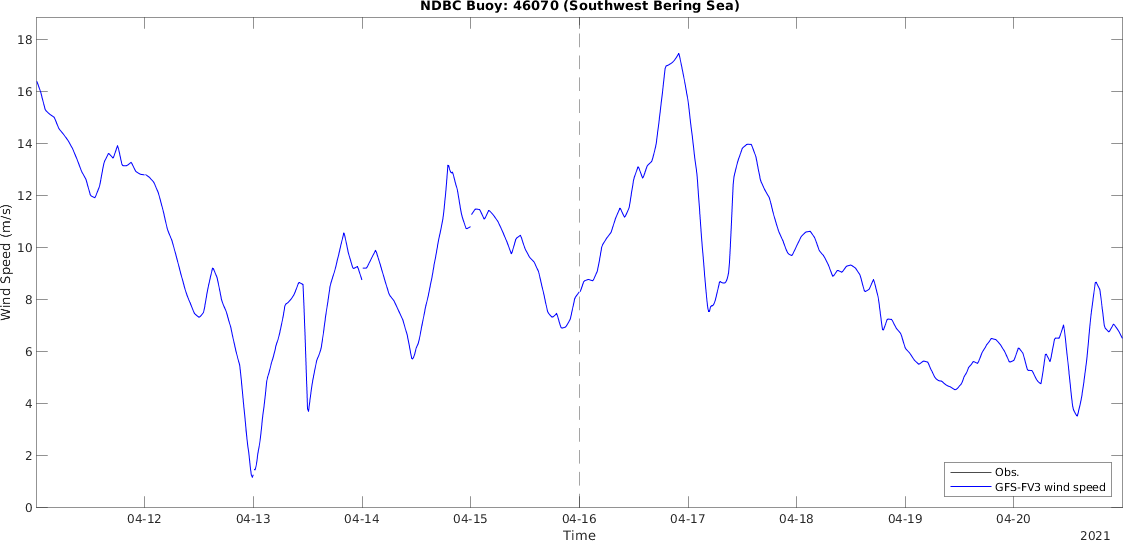 NDBC Buoy: 46070 (Southwest Bering Sea)
Wind Speed (m/s)
18
16
14
12
10
8
6
4
2
0
04-12 04-13 04-14 04-15 04-16 04-17 04-18 04-19 04-20
Time
2021
Obs.
GFS-FV3 wind speed